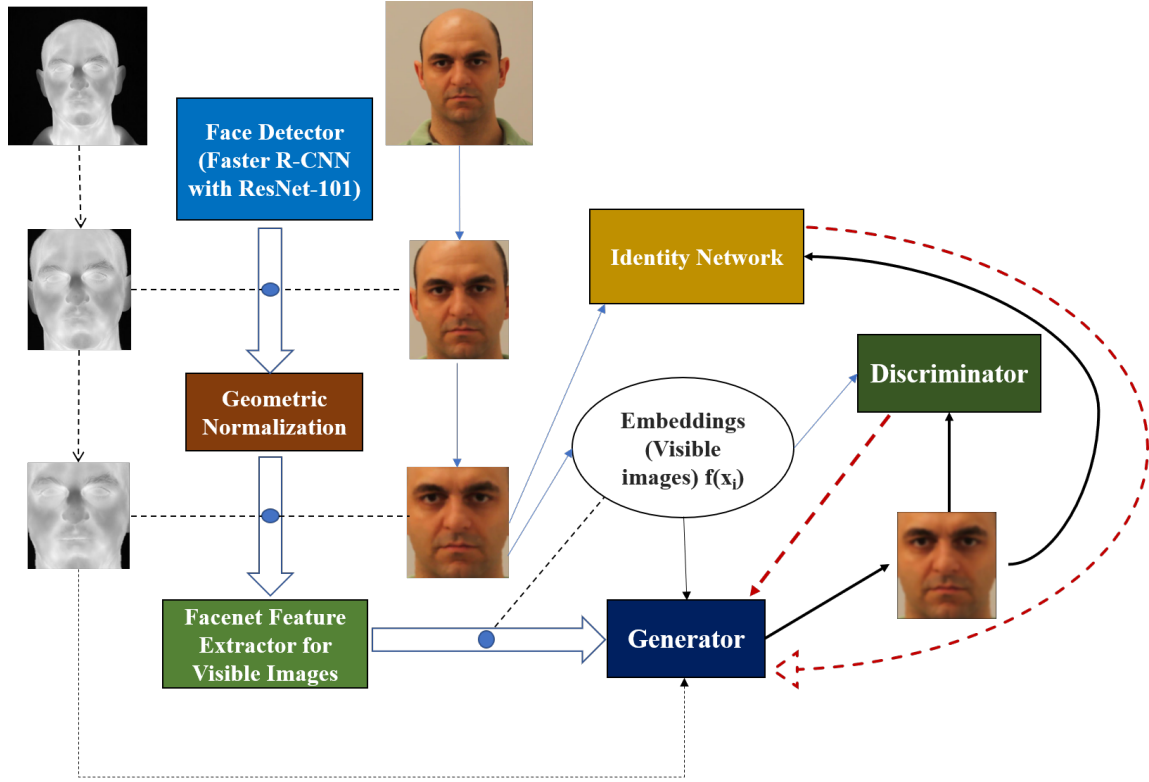 Face Detector
(Faster R-CNN
with ResNet-101)
Identity Network
Discriminator
Geometric
Normalization
Embeddings
(Visible
images) f(xᵢ)
Facenet Feature
Extractor for
Visible Images
Generator